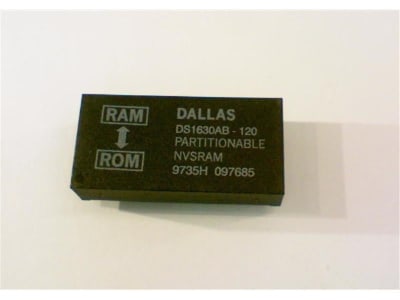 RAM
ROM
DALLAS
DS1630AB - 120
PARTITIONABLE
NVSRAM
9735H 097685